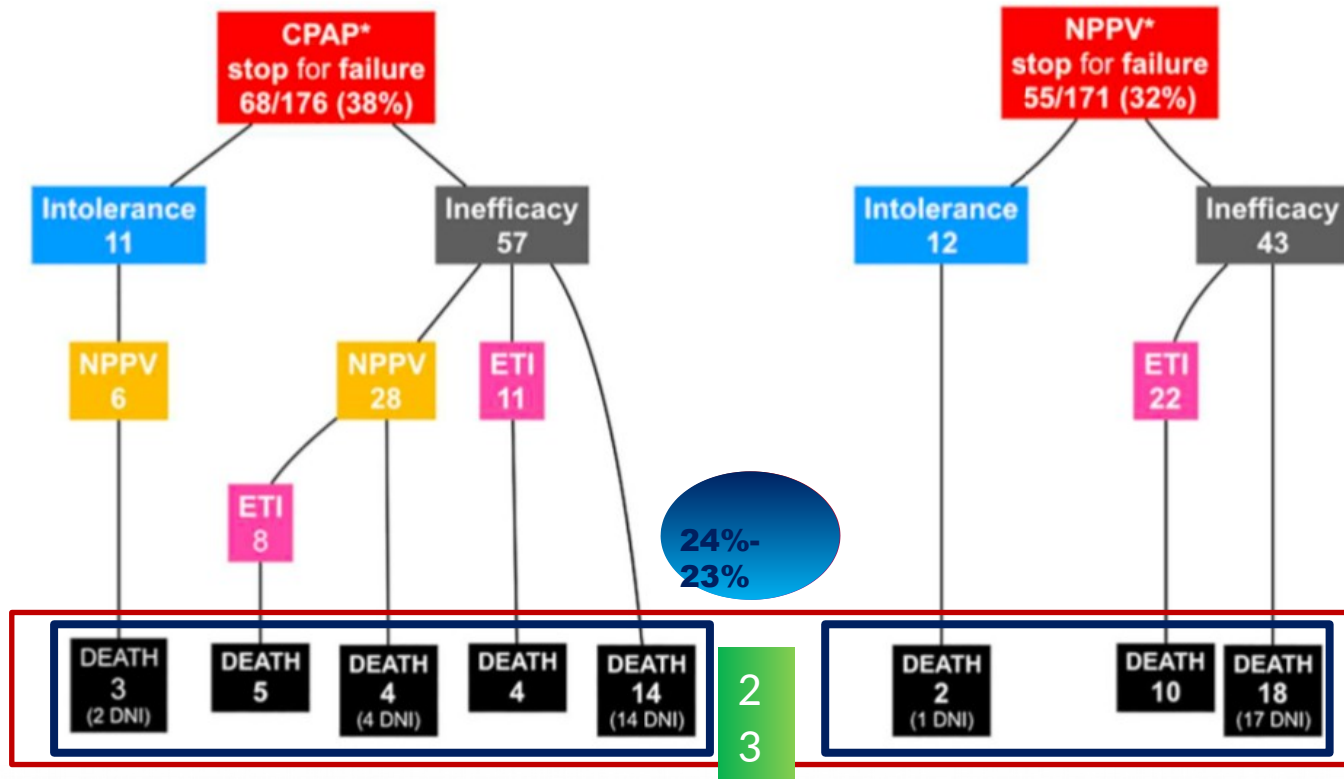 CPAP*
stop for failure
68/176 (38%)
NPPV*
stop for failure
55/171 (32%)
Intolerance
11
Inefficacy
57
Intolerance
12
Inefficacy
43
NPPV
6
NPPV
28
ETI
11
ETI
22
ETI
8
24%-
23%
DEATH
3
(2 DNI)
DEATH
5
DEATH
4
(4 DNI)
DEATH
4
DEATH
14
(14 DNI)
2
3
DEATH
2
(1 DNI)
DEATH
10
DEATH
18
(17 DNI)